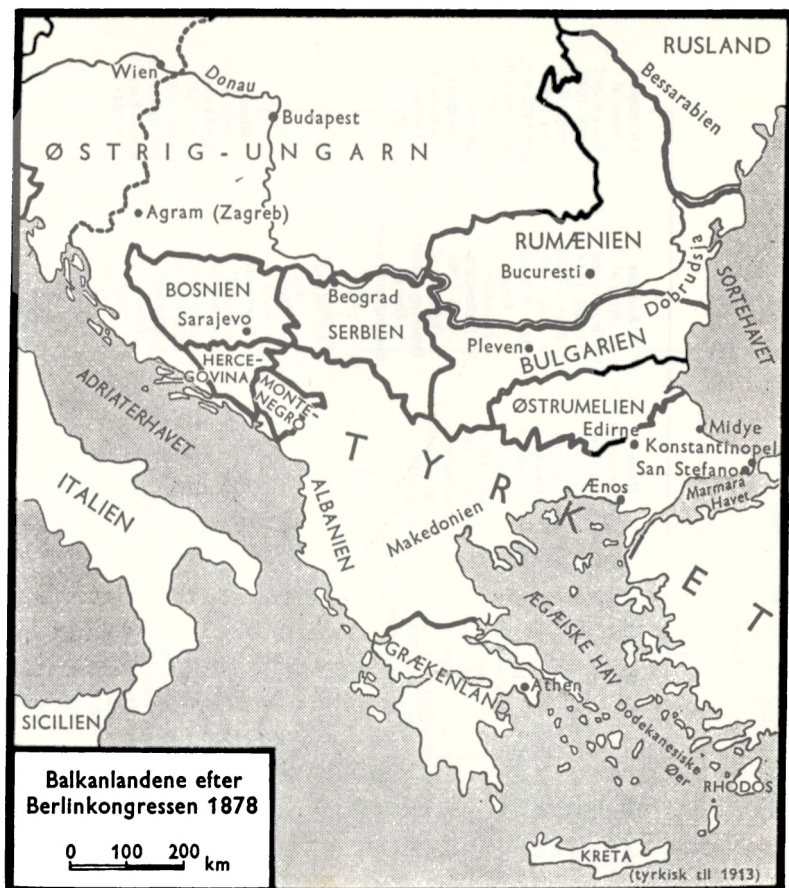 RUSLAND
Bessarabien
Wien
Donau
Budapest
ØSTRIG-UNGARN
Agram (Zagreb)
RUMÆNIEN
Bucuresti
Dobrudsja
SORTEHAVET
BOSNIEN
Sarajevo
Beograd
SERBIEN
Pleven
BULGARIEN
HERCE-
GOVINA
MONTE-
NEGRO
ØSTRUMELIEN
Edirne
Midye
Konstantinopel
San Stefano
Marmara
Havet
ADRIATERHAVET
ITALIEN
TYRKIET
ALBANIEN
Makedonien
Ænos
ÆGÆISKE HAV
GRÆKENLAND
Athen
Dodekanesiske
Øer
RHODOS
SICILIEN
KRETA
(tyrkisk til 1913)
Balkanlandene efter
Berlinkongressen 1878
0 100 200 km